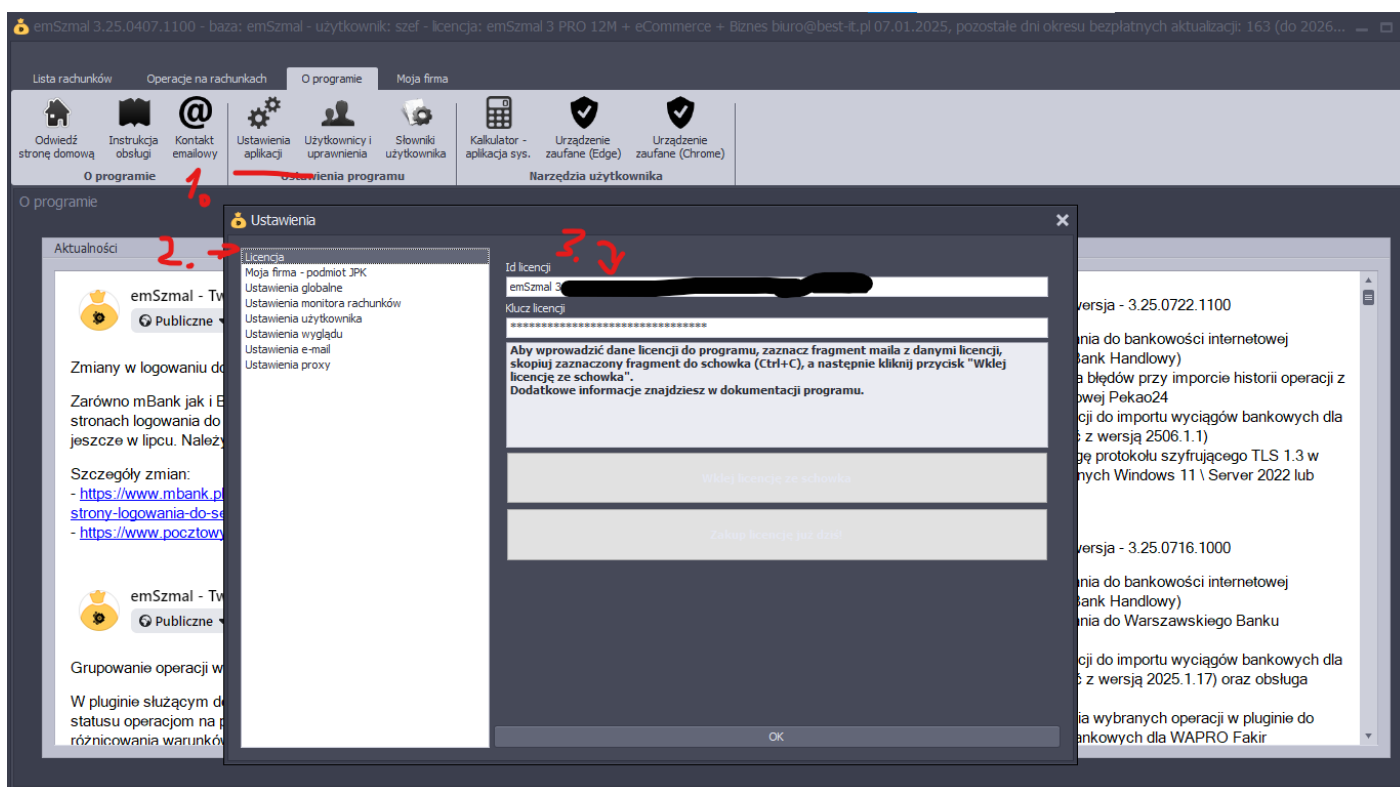 emSzmal 3.25.0407.1100 - baza: emSzmal - użytkownik: szef - licencja: emSzmal 3 PRO 12M + eCommerce + Biznes biuro@best-it.pl 07.01.2025, pozostałe dni okresu bezpłatnych aktualizacji: 163 (do 2026...
Lista rachunków Operacje na rachunkach O programie Moja firma
Odwiedź stronę domową
Instrukcja obsługi
Kontakt emailowy
Ustawienia aplikacji
Użytkownicy i uprawnienia
Słowniki użytkownika
Kalkulator - aplikacja sys.
Urządzenie zaufane (Edge)
Urządzenie zaufane (Chrome)
O programie
Ustawienia programu
Narzędzia użytkownika
1.
O programie
Aktualności
emSzmal - Tw
Publiczne
Zmiany w logowaniu do
Zarówno mBank jak i B
stronach logowania do
jeszcze w lipcu. Należy
Szczegóły zmian:
- https://www.mbank.pl
strony-logowania-do-se
- https://www.pocztowy
emSzmal - Tw
Publiczne
Grupowanie operacji w
W pluginie służącym do
statusu operacjom na p
różnicowania warunków
2.
Ustawienia
Licencja
Moja firma - podmiot JPK
Ustawienia globalne
Ustawienia monitora rachunków
Ustawienia użytkownika
Ustawienia wyglądu
Ustawienia e-mail
Ustawienia proxy
3.
Id licencji
emSzmal 3
Klucz licencji
********************************
Aby wprowadzić dane licencji do programu, zaznacz fragment maila z danymi licencji,
skopiuj zaznaczony fragment do schowka (Ctrl+C), a następnie kliknij przycisk "Wklej
licencję ze schowka".
Dodatkowe informacje znajdziesz w dokumentacji programu.
Wklej licencję ze schowka
Zakup licencję już dziś!
OK
wersja - 3.25.0722.1100
nia do bankowości internetowej
Bank Handlowy)
a błędów przy imporcie historii operacji z
owej Pekao24
cji do importu wyciągów bankowych dla
ć z wersją 2506.1.1)
gę protokołu szyfrującego TLS 1.3 w
nych Windows 11 \ Server 2022 lub
wersja - 3.25.0716.1000
nia do bankowości internetowej
Bank Handlowy)
nia do Warszawskiego Banku
cji do importu wyciągów bankowych dla
ć z wersją 2025.1.17) oraz obsługa
ia wybranych operacji w pluginie do
ankowych dla WAPRO Fakir